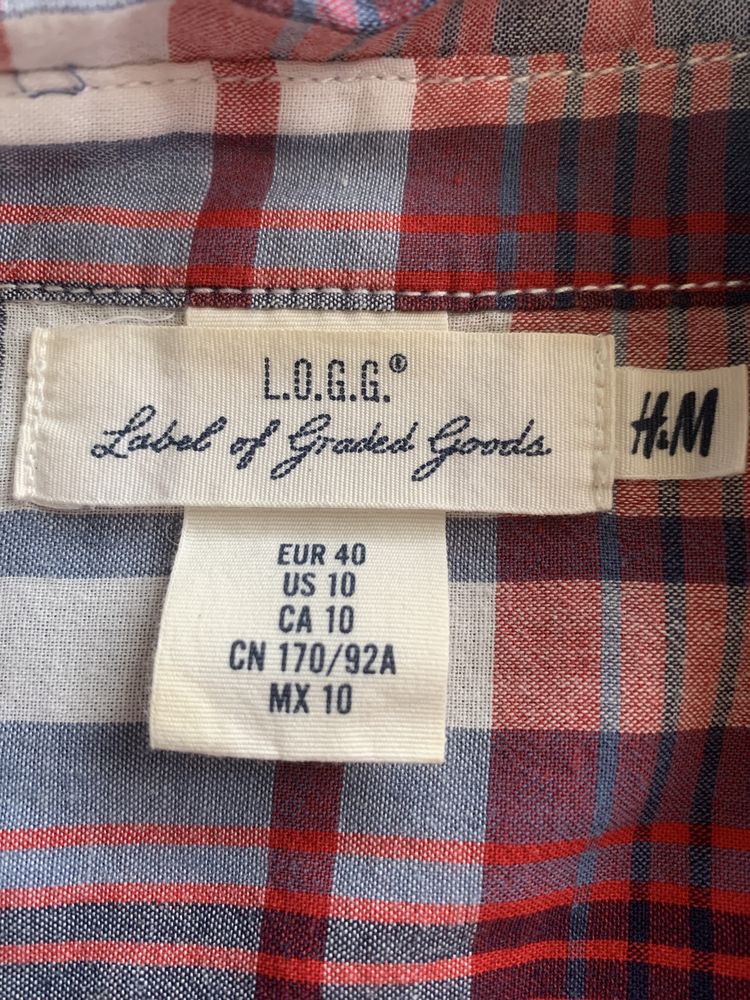 L.O.G.G.®
Label of Graded Goods
H&M
EUR 40
US 10
CA 10
CN 170/92A
MX 10